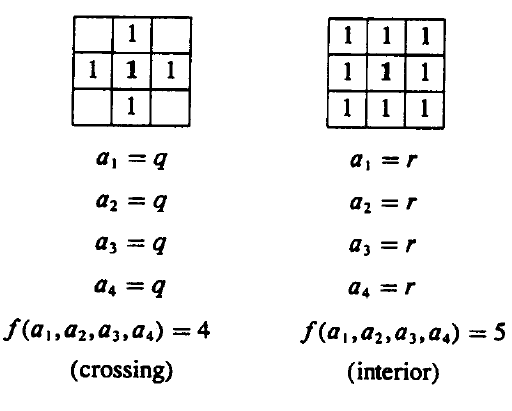 1 1 1 1
1 1 1 1 1 1
1 1 1 1
a₁ = q a₁ = r
a₂ = q a₂ = r
a₃ = q a₃ = r
a₄ = q a₄ = r
f(a₁,a₂,a₃,a₄) = 4 f(a₁,a₂,a₃,a₄) = 5
(crossing) (interior)